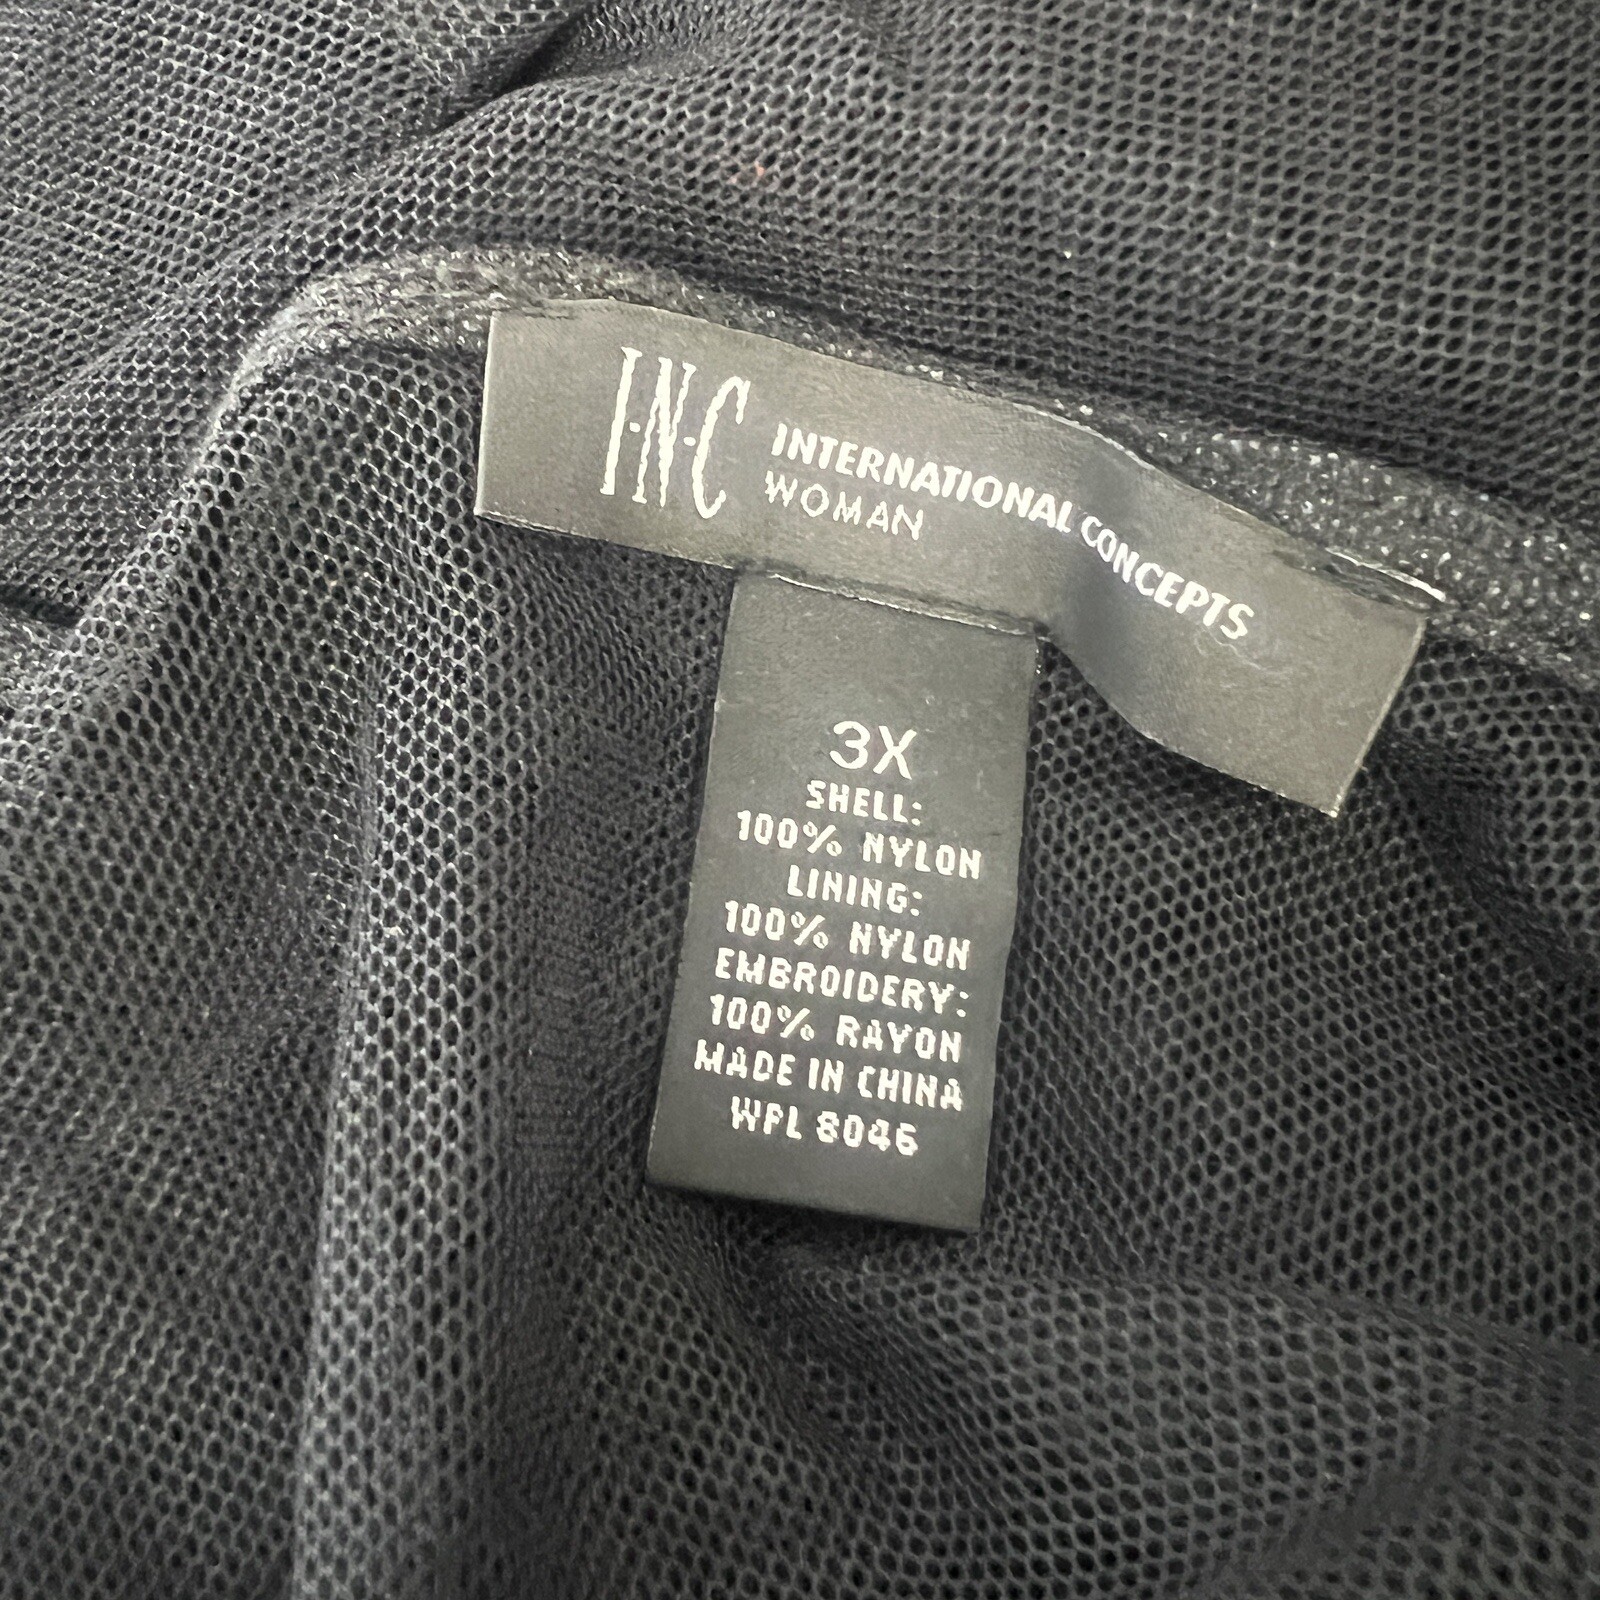 I·N·C INTERNATIONAL CONCEPTS
WOMAN
3X
SHELL:
100% NYLON
LINING:
100% NYLON
EMBROIDERY:
100% RAYON
MADE IN CHINA
WPL 8046